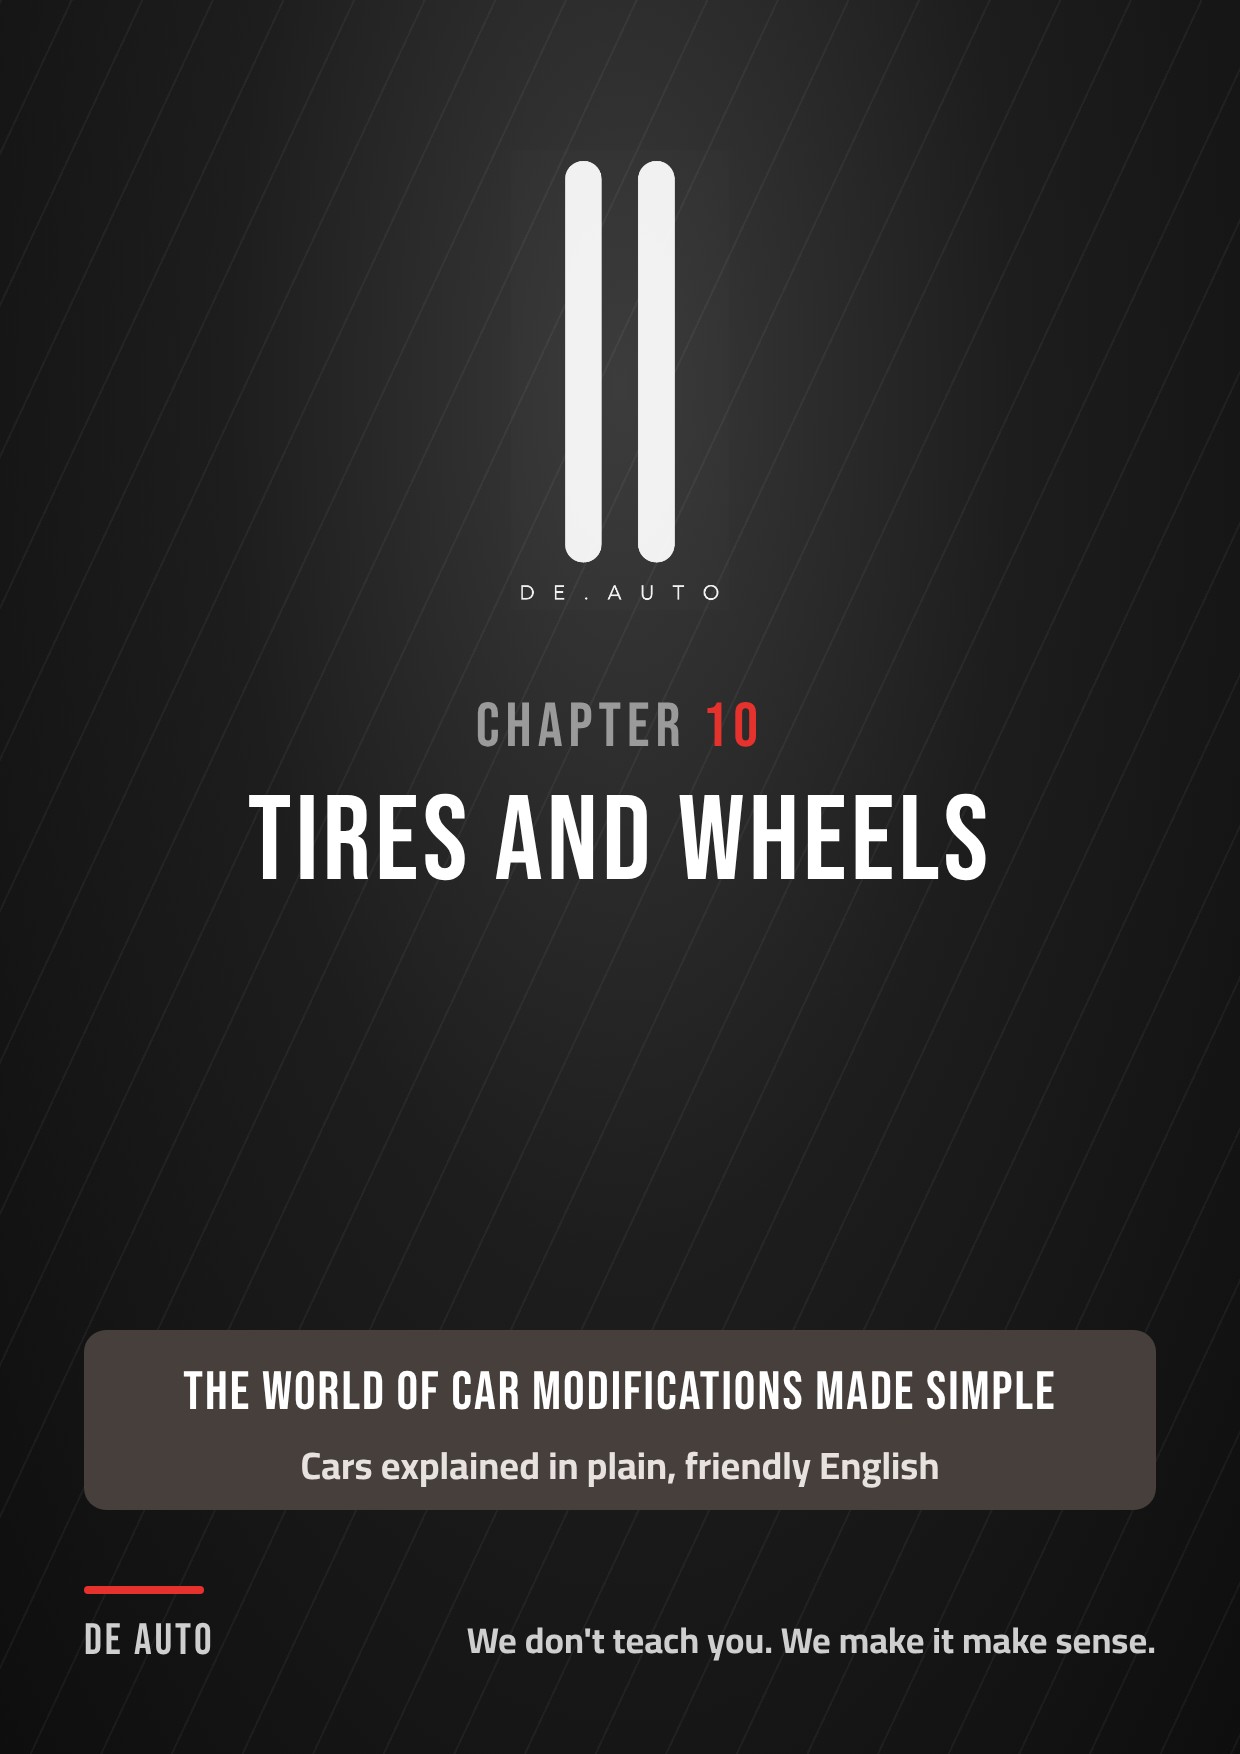 DE.AUTO
CHAPTER 10
TIRES AND WHEELS
THE WORLD OF CAR MODIFICATIONS MADE SIMPLE
Cars explained in plain, friendly English
DE AUTO
We don't teach you. We make it make sense.